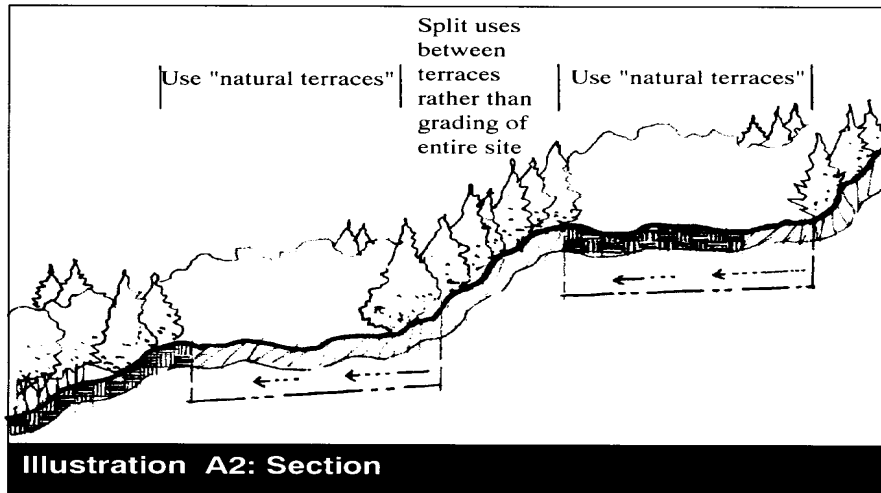 Split uses
between
terraces
rather than
grading of
entire site
Use "natural terraces"
Use "natural terraces"
Illustration A2: Section